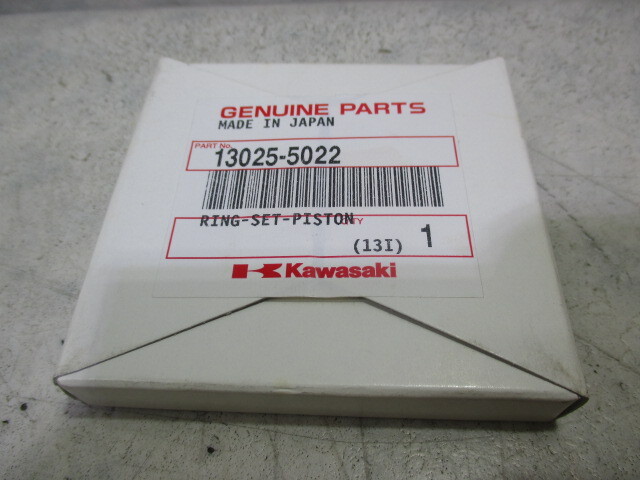 GENUINE PARTS
MADE IN JAPAN
PART No.
13025-5022
RING-SET-PISTON
(13I) 1
Kawasaki